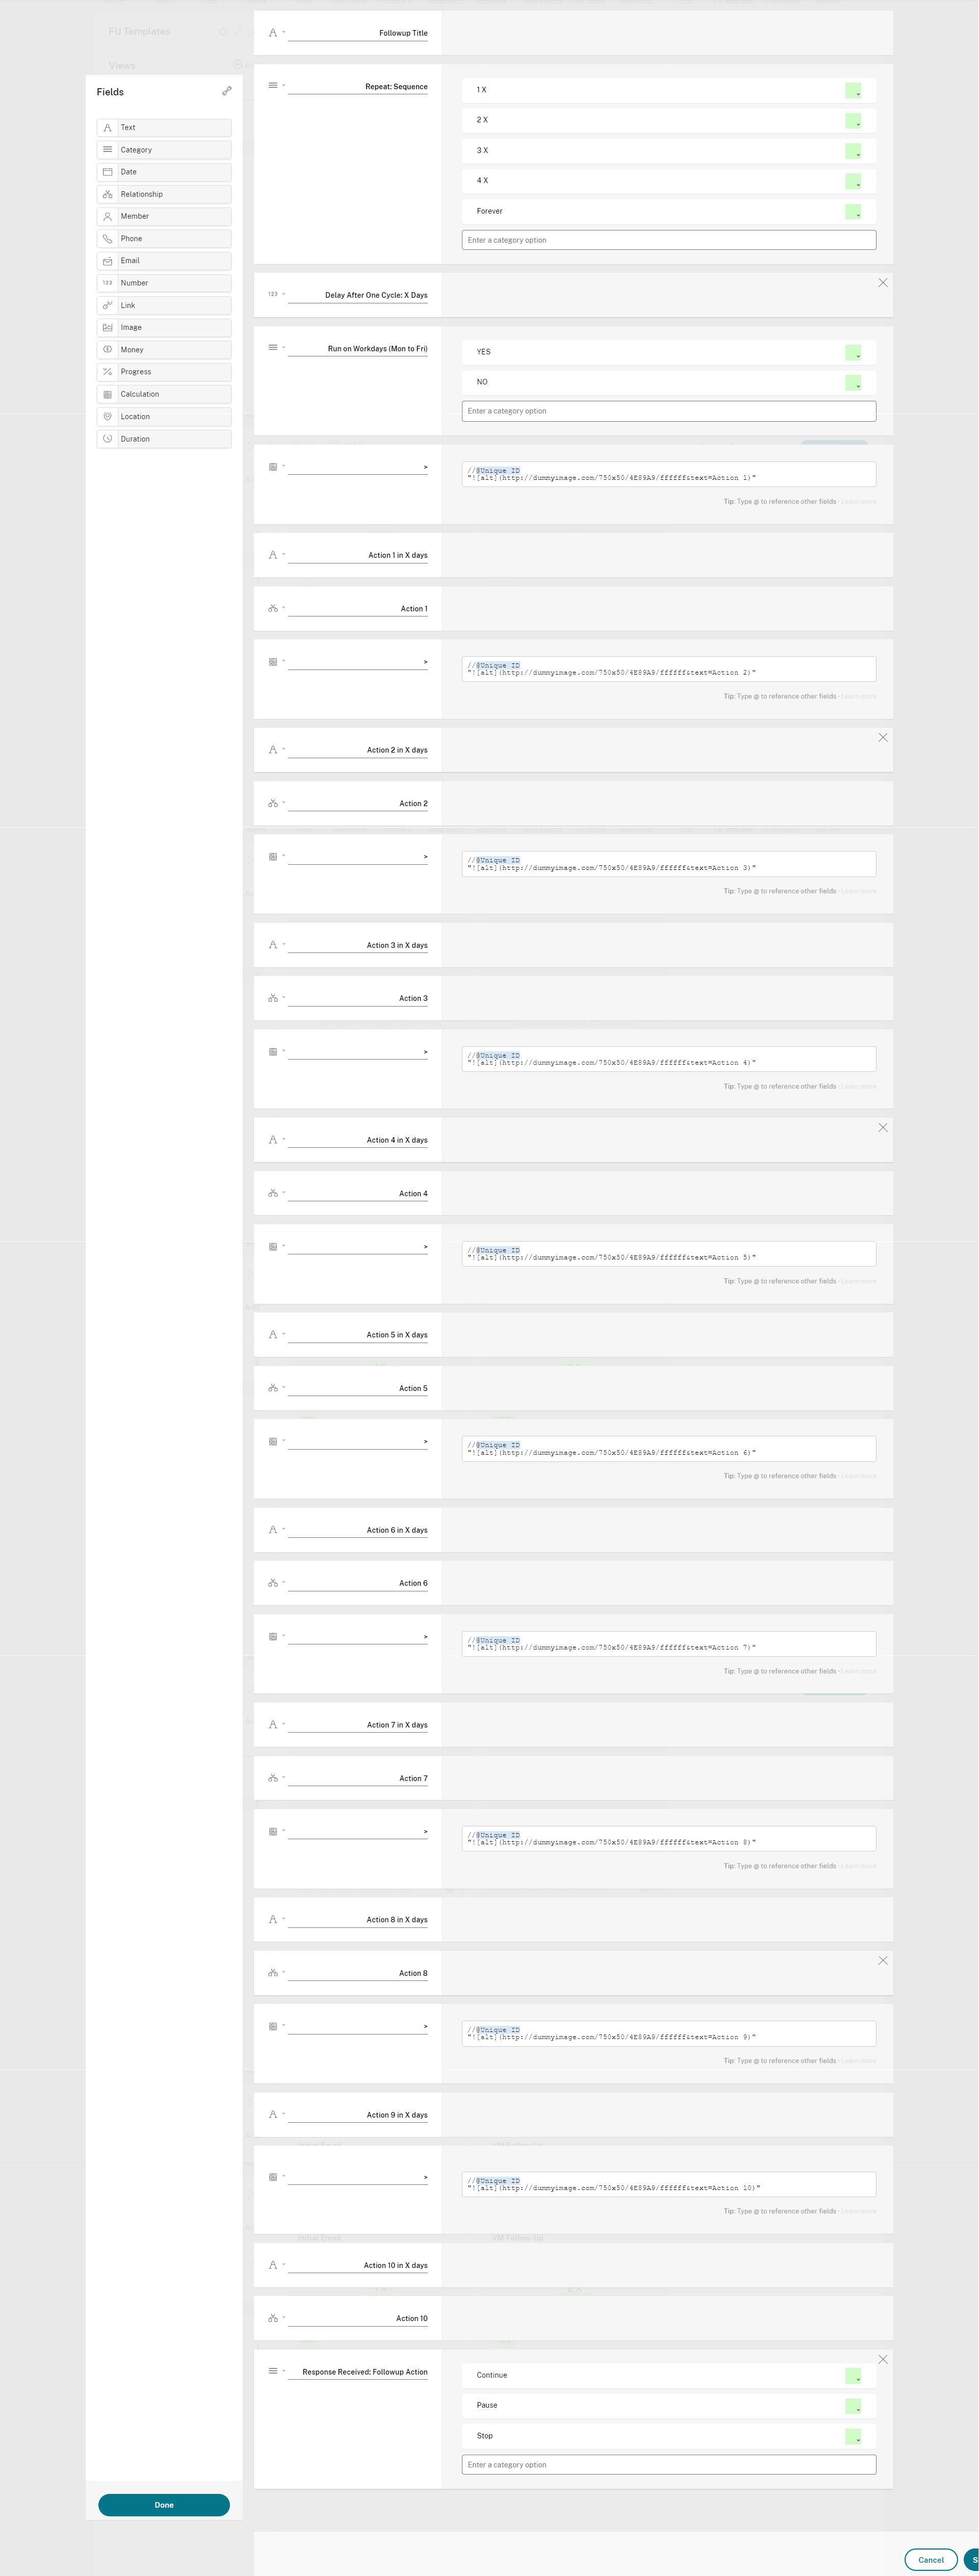 FU Templates
Views
Fields
Text
Category
Date
Relationship
Member
Phone
Email
Number
Link
Image
Money
Progress
Calculation
Location
Duration
Done
Followup Title
Repeat: Sequence
1 X
2 X
3 X
4 X
Forever
Enter a category option
123
Delay After One Cycle: X Days
Run on Workdays (Mon to Fri)
YES
NO
Enter a category option
>
//@Unique ID
"![alt](http://dummyimage.com/750x50/4E89A9/ffffff&text=Action 1)"
Tip: Type @ to reference other fields · Learn more
Action 1 in X days
Action 1
>
//@Unique ID
"![alt](http://dummyimage.com/750x50/4E89A9/ffffff&text=Action 2)"
Tip: Type @ to reference other fields · Learn more
Action 2 in X days
Action 2
>
//@Unique ID
"![alt](http://dummyimage.com/750x50/4E89A9/ffffff&text=Action 3)"
Tip: Type @ to reference other fields · Learn more
Action 3 in X days
Action 3
>
//@Unique ID
"![alt](http://dummyimage.com/750x50/4E89A9/ffffff&text=Action 4)"
Tip: Type @ to reference other fields · Learn more
Action 4 in X days
Action 4
>
//@Unique ID
"![alt](http://dummyimage.com/750x50/4E89A9/ffffff&text=Action 5)"
Tip: Type @ to reference other fields · Learn more
Action 5 in X days
Action 5
>
//@Unique ID
"![alt](http://dummyimage.com/750x50/4E89A9/ffffff&text=Action 6)"
Tip: Type @ to reference other fields · Learn more
Action 6 in X days
Action 6
>
//@Unique ID
"![alt](http://dummyimage.com/750x50/4E89A9/ffffff&text=Action 7)"
Tip: Type @ to reference other fields · Learn more
Action 7 in X days
Action 7
>
//@Unique ID
"![alt](http://dummyimage.com/750x50/4E89A9/ffffff&text=Action 8)"
Tip: Type @ to reference other fields · Learn more
Action 8 in X days
Action 8
>
//@Unique ID
"![alt](http://dummyimage.com/750x50/4E89A9/ffffff&text=Action 9)"
Tip: Type @ to reference other fields · Learn more
Action 9 in X days
>
//@Unique ID
"![alt](http://dummyimage.com/750x50/4E89A9/ffffff&text=Action 10)"
Tip: Type @ to reference other fields · Learn more
Initial Email VM Follow-Up
Action 10 in X days
Action 10
Response Received: Followup Action
Continue
Pause
Stop
Enter a category option
Cancel